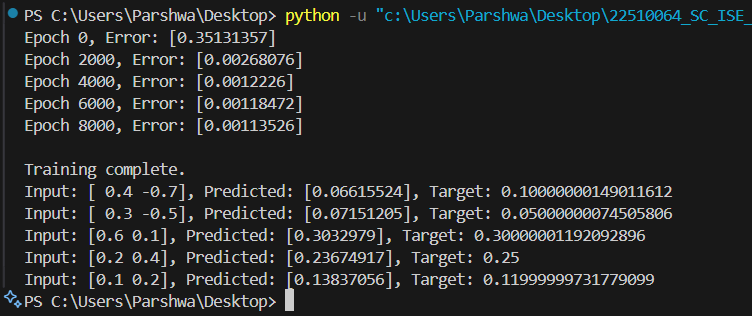 PS C:\Users\Parshwa\Desktop> python -u "c:\Users\Parshwa\Desktop\22510064_SC_ISE_
Epoch 0, Error: [0.35131357]
Epoch 2000, Error: [0.00268076]
Epoch 4000, Error: [0.0012226]
Epoch 6000, Error: [0.00118472]
Epoch 8000, Error: [0.00113526]
Training complete.
Input: [ 0.4 -0.7], Predicted: [0.06615524], Target: 0.10000000149011612
Input: [ 0.3 -0.5], Predicted: [0.07151205], Target: 0.05000000074505806
Input: [0.6 0.1], Predicted: [0.3032979], Target: 0.30000001192092896
Input: [0.2 0.4], Predicted: [0.23674917], Target: 0.25
Input: [0.1 0.2], Predicted: [0.13837056], Target: 0.11999999731779099
PS C:\Users\Parshwa\Desktop>